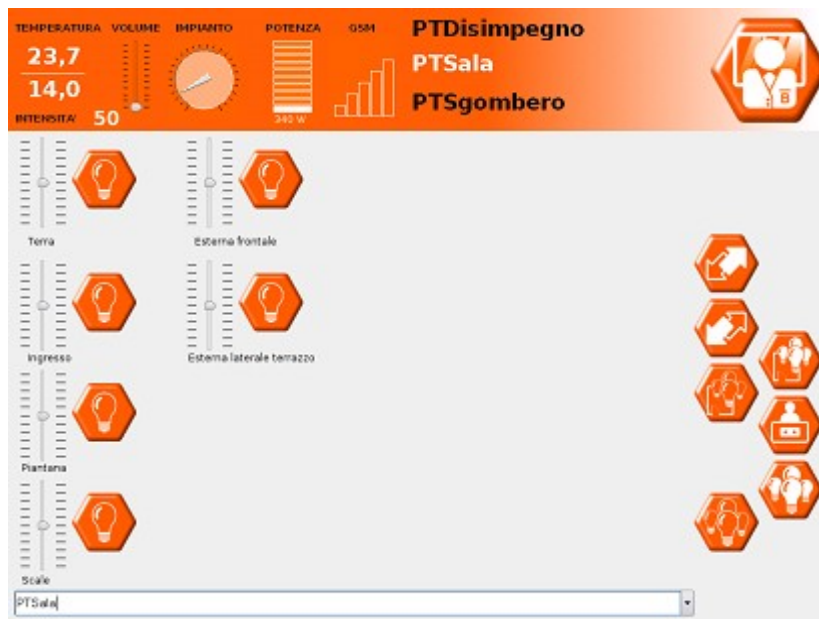 TEMPERATURA VOLUME IMPIANTO POTENZA GSM
23,7
14,0
INTENSITA' 50
340 W
PTDisimpegno
PTSala
PTSgombero
B
Terra
Esterna frontale
Ingresso
Esterna laterale terrazzo
Piantana
Scale
PTSala